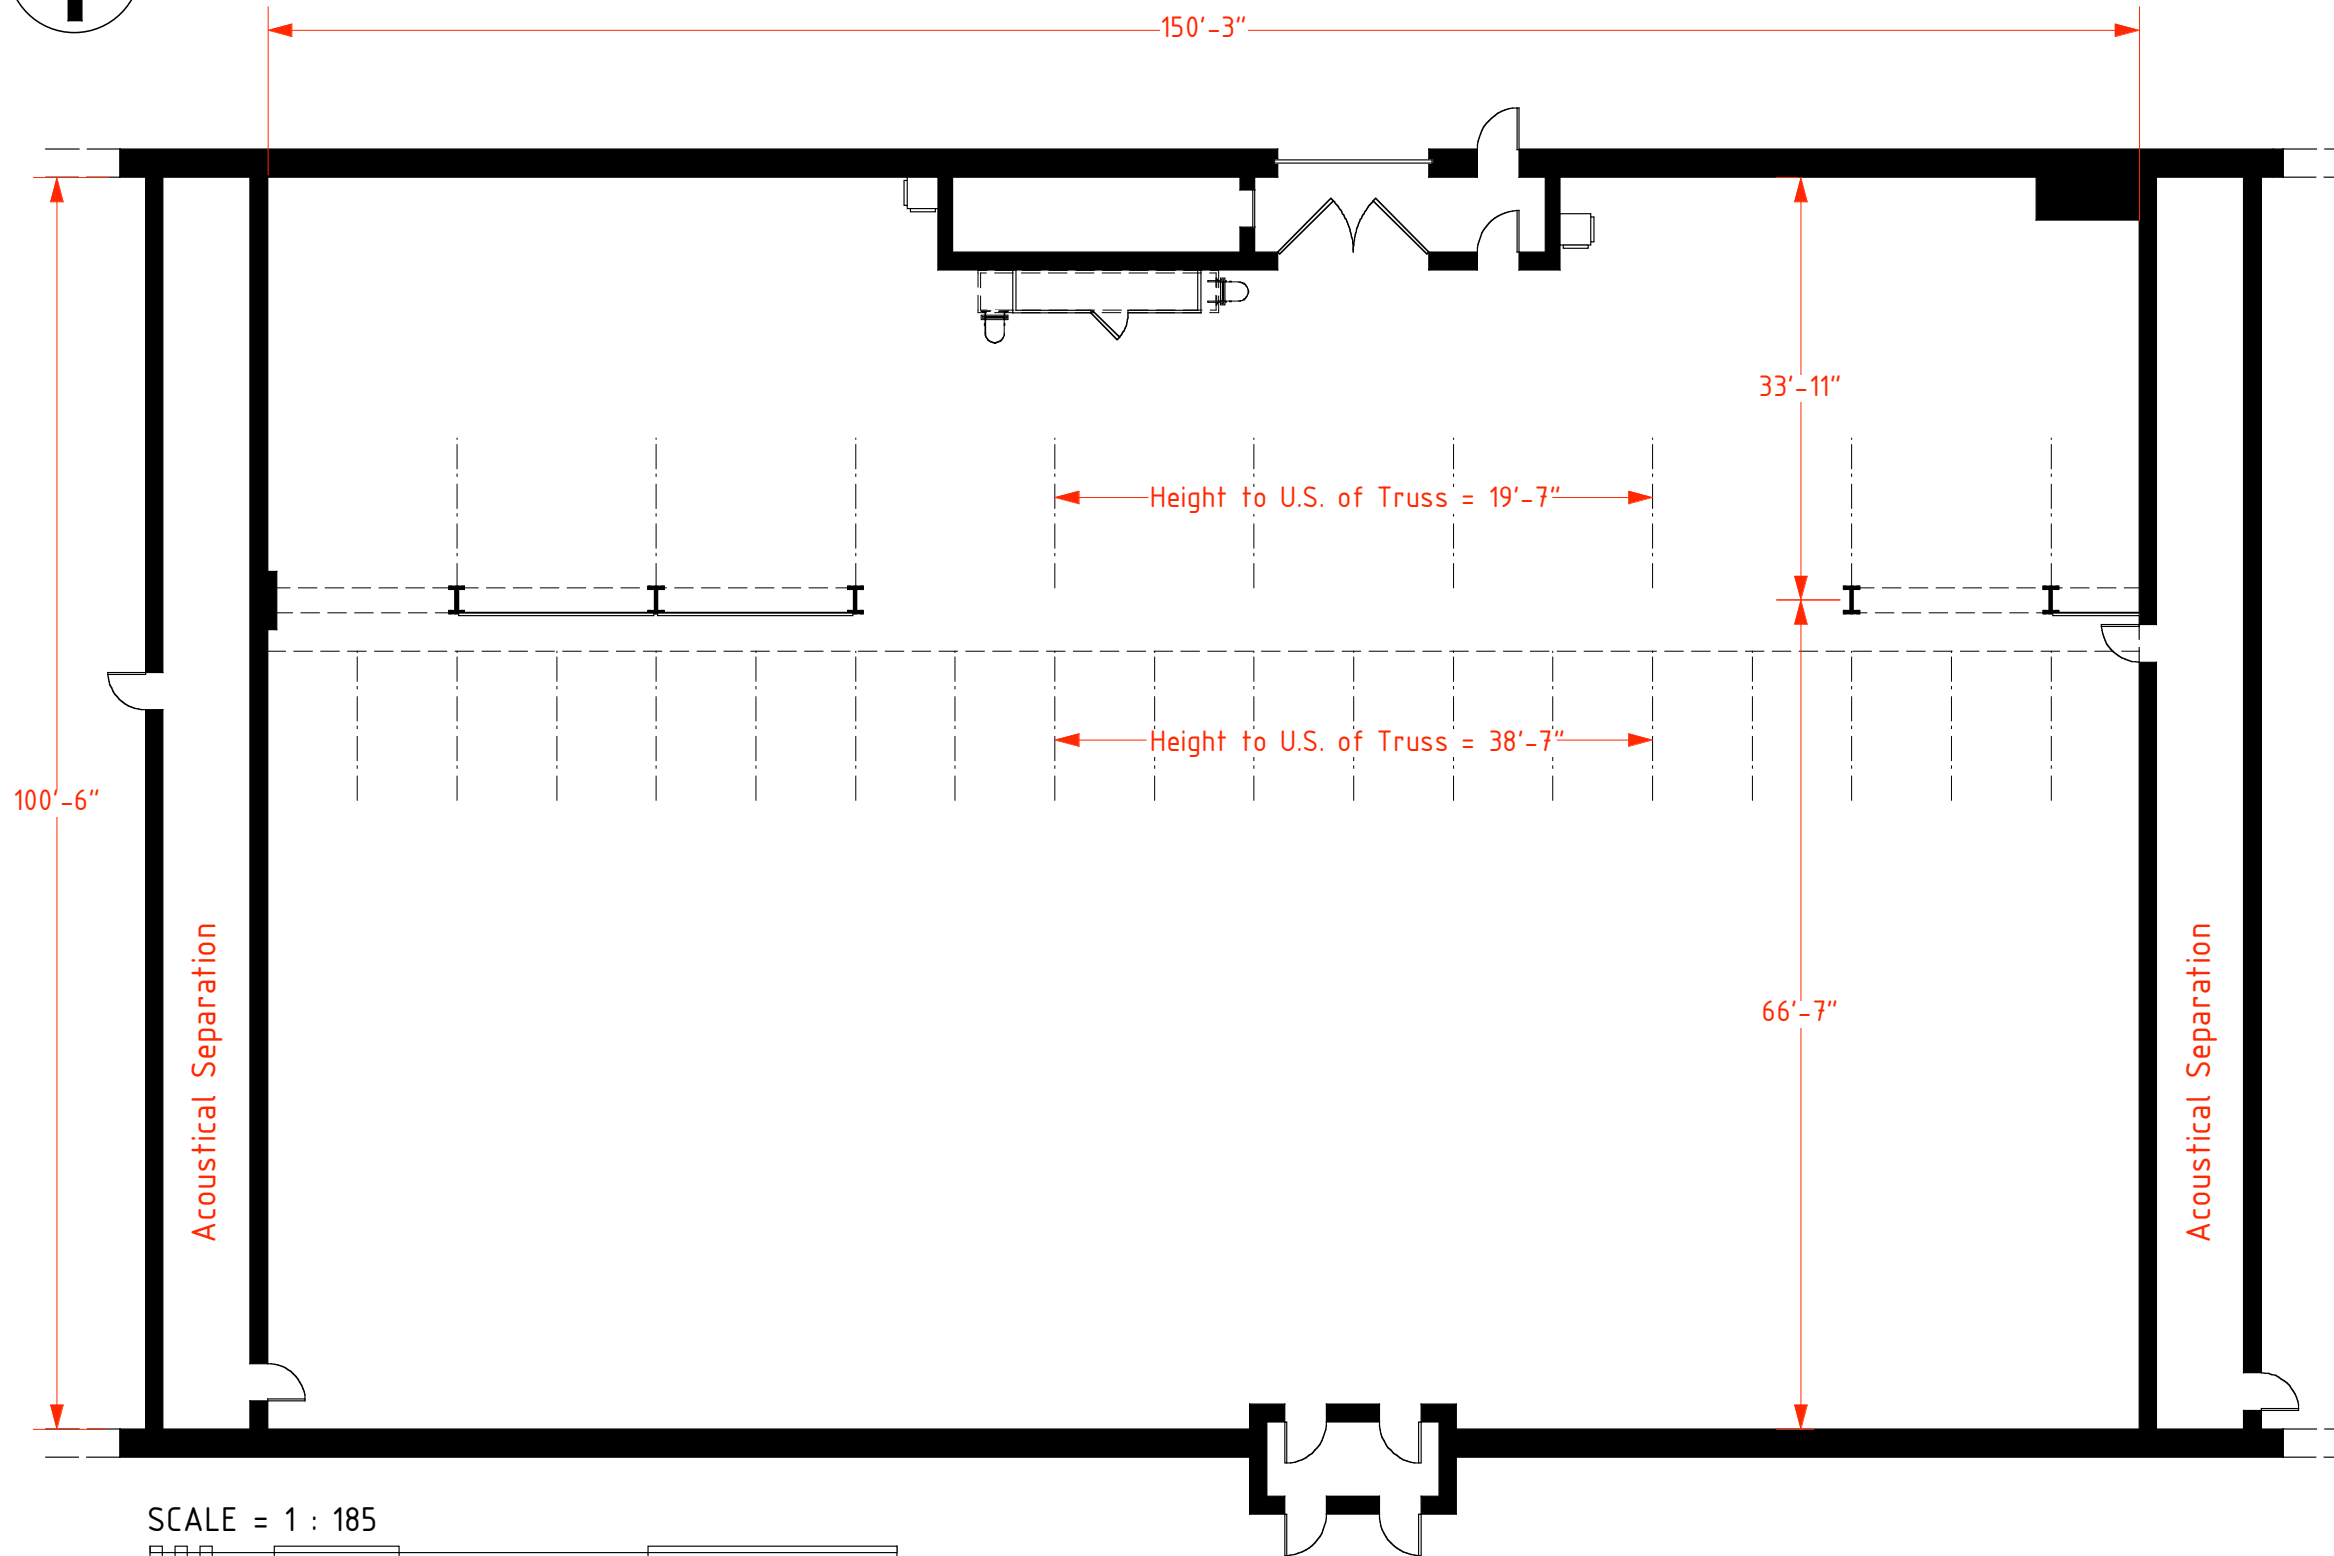 150'-3"
33'-11"
Height to U.S. of Truss = 19'-7"
Height to U.S. of Truss = 38'-7"
100'-6"
Acoustical Separation
Acoustical Separation
66'-7"
SCALE = 1 : 185